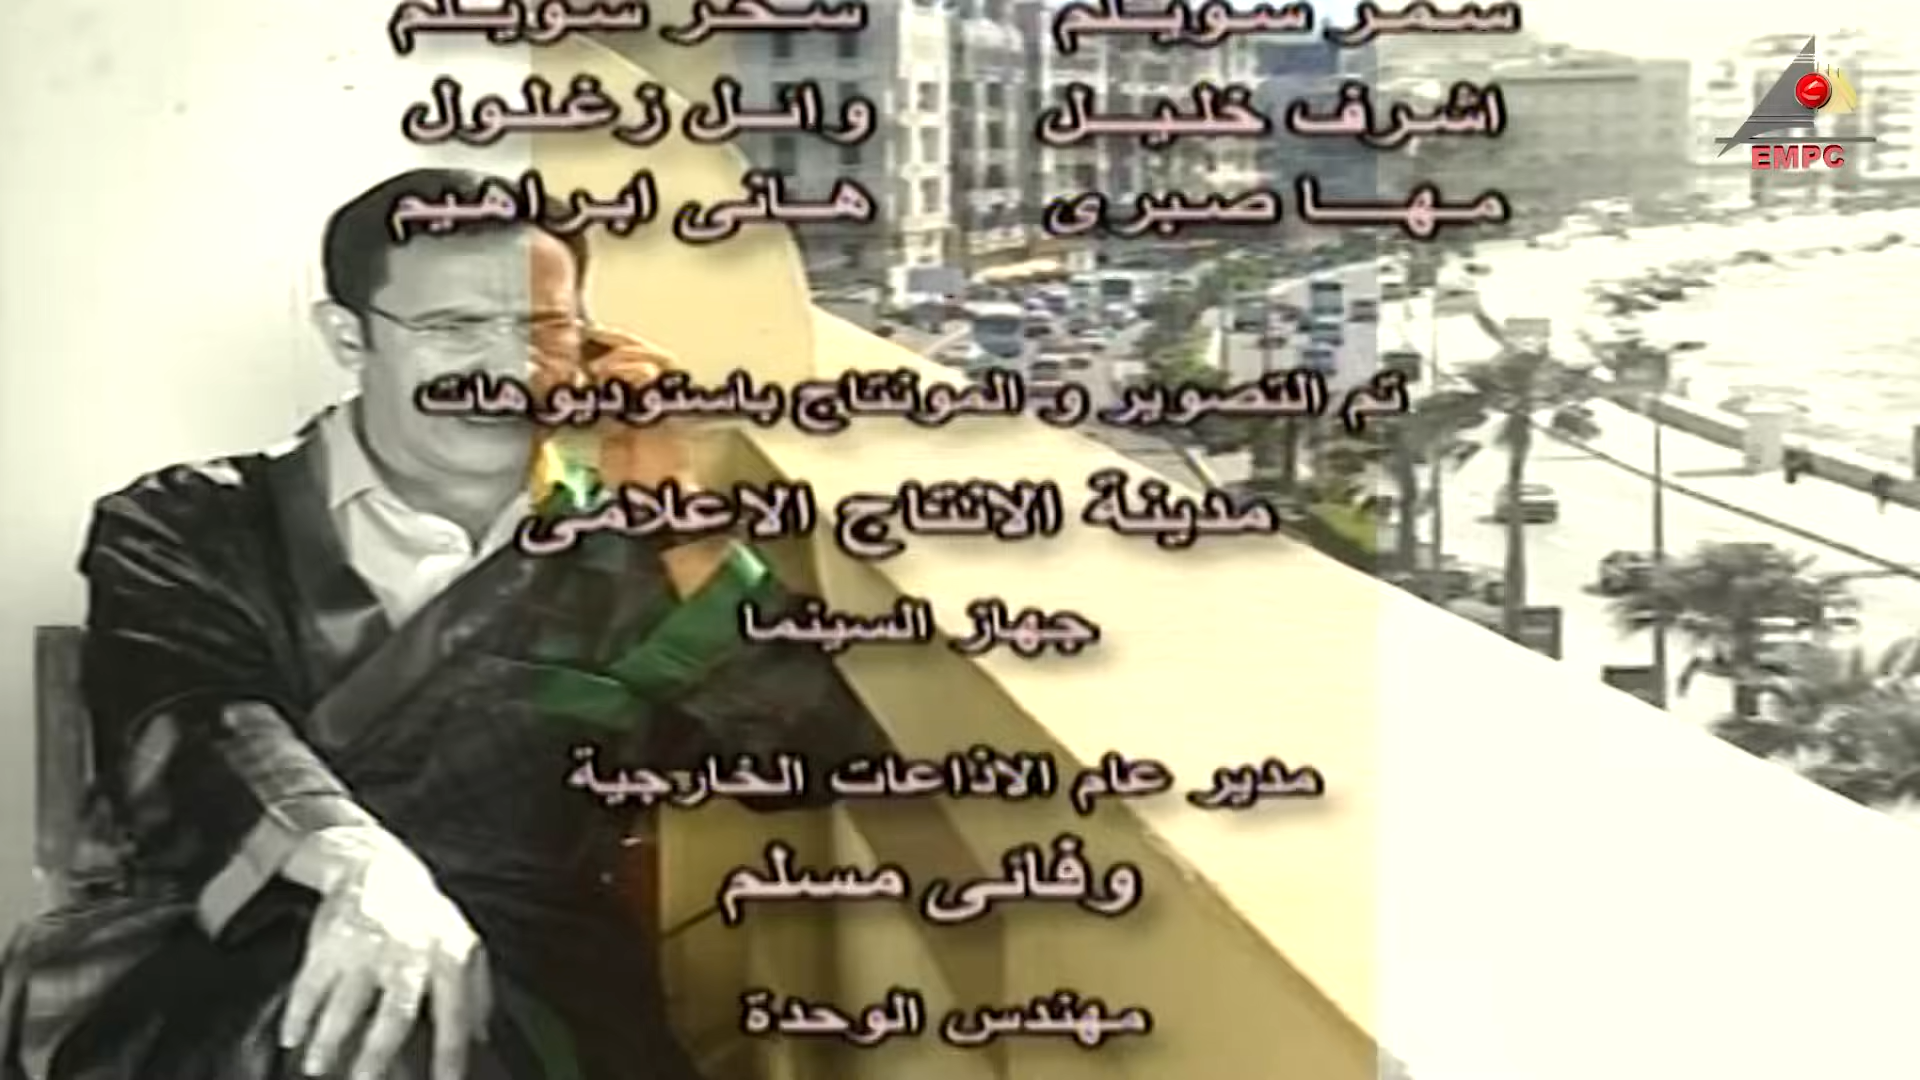 سمر سويلم سحر سويلم
اشرف خليل وائل زغلول
مها صبرى هانى ابراهيم
تم التصوير و المونتاج باستوديوهات
مدينة الانتاج الاعلامى
جهاز السينما
مدير عام الاذاعات الخارجية
وفائى مسلم
مهندس الوحدة
EMPC